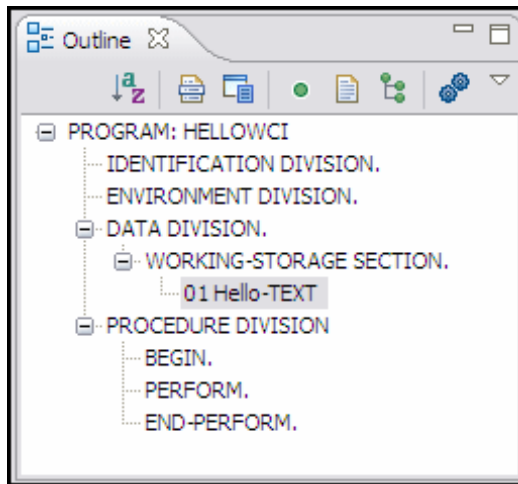 Outline
PROGRAM: HELLOWCI
IDENTIFICATION DIVISION.
ENVIRONMENT DIVISION.
DATA DIVISION.
WORKING-STORAGE SECTION.
01 Hello-TEXT
PROCEDURE DIVISION
BEGIN.
PERFORM.
END-PERFORM.